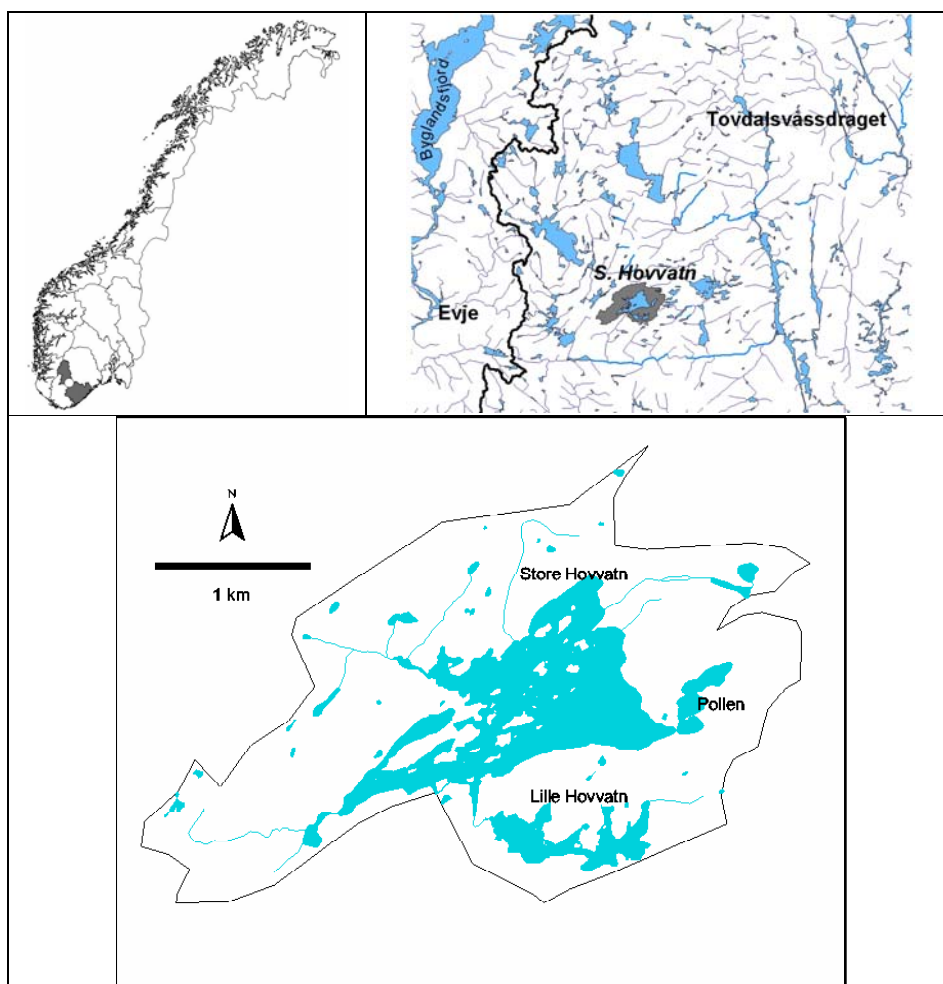 Byglandsfjord
Tovdalsvassdraget
S. Hovvatn
Evje
N
1 km
Store Hovvatn
Pollen
Lille Hovvatn